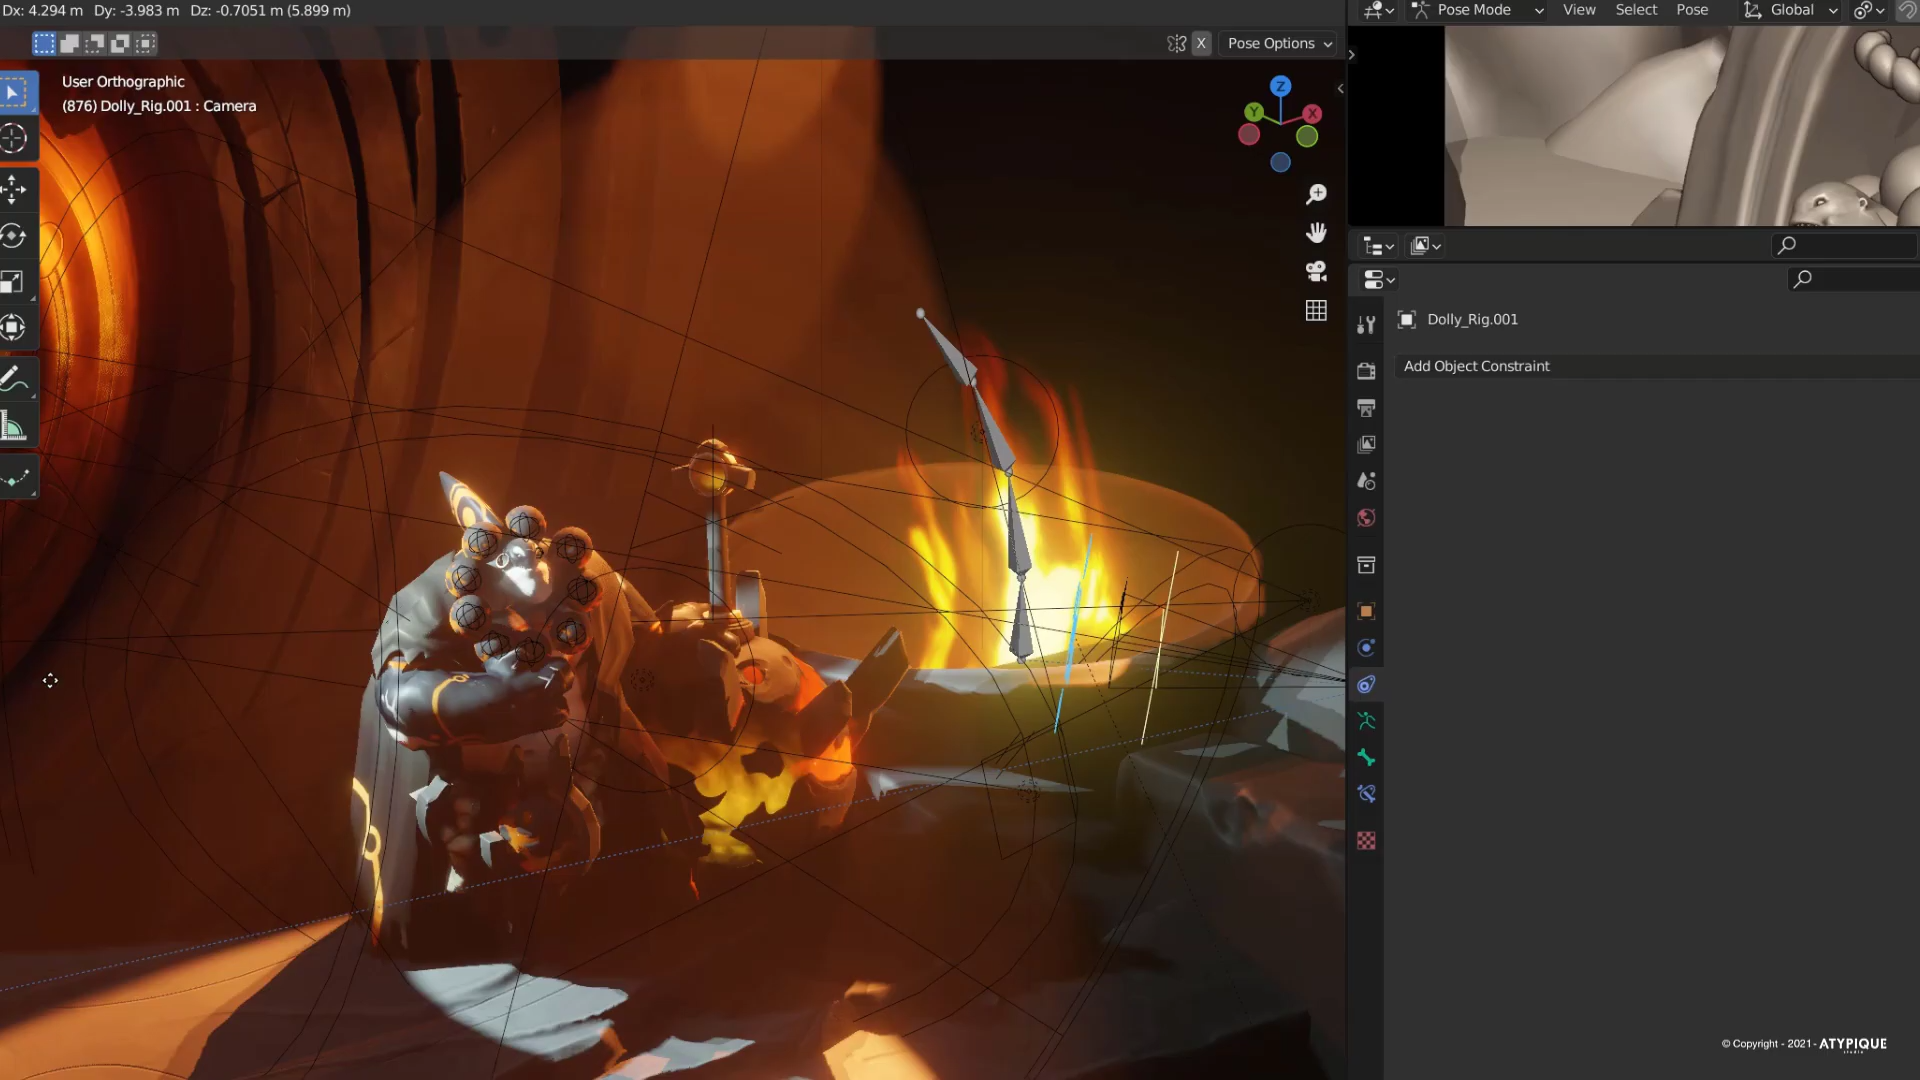 Dx: 4.294 m   Dy: -3.983 m   Dz: -0.7051 m (5.899 m)
Pose Mode
View
Select
Pose
Global
X
Pose Options
User Orthographic
(876) Dolly_Rig.001 : Camera
Z
Y
X
Dolly_Rig.001
Add Object Constraint
© Copyright - 2021 - ATYPIQUE
studio